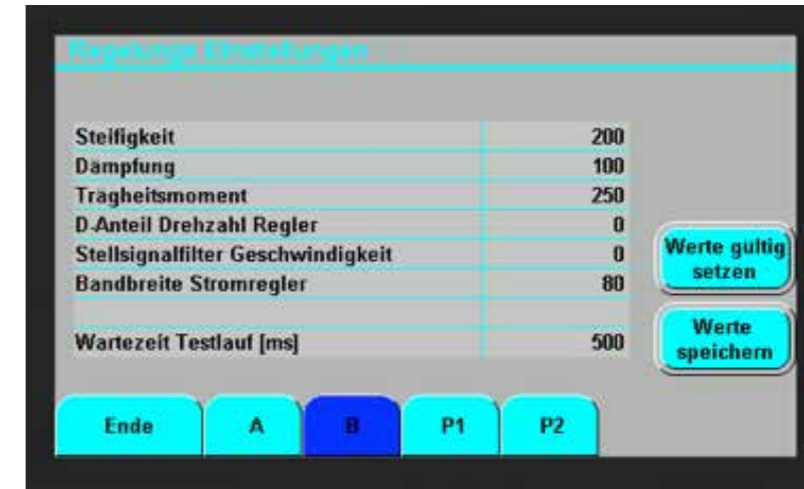 Regelungs Einstellungen
Steifigkeit 200
Dämpfung 100
Trägheitsmoment 250
D-Anteil Drehzahl Regler 0
Stellsignalfilter Geschwindigkeit 0
Bandbreite Stromregler 80
Wartezeit Testlauf [ms] 500
Werte gültig
setzen
Werte
speichern
Ende A B P1 P2